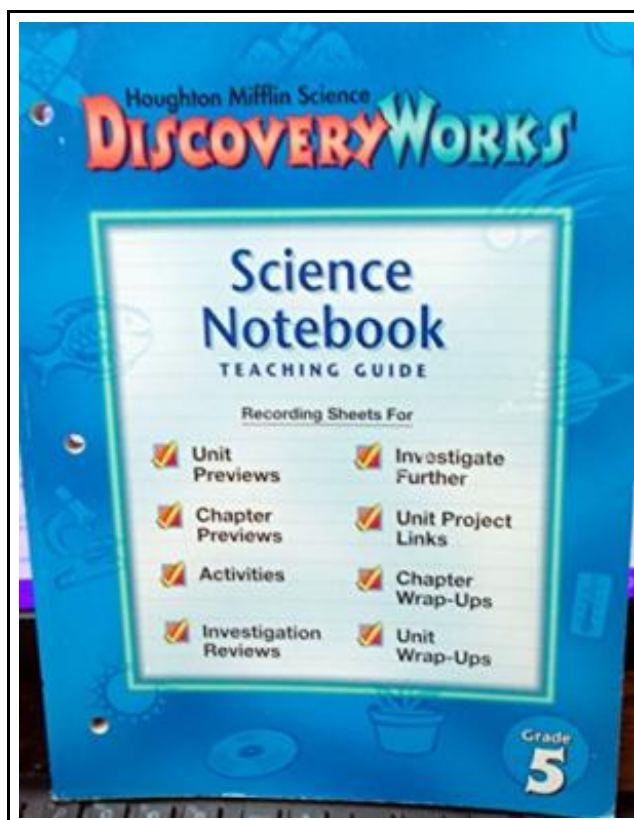 Houghton Mifflin Science
DISCOVERYWORKS
Science
Notebook
TEACHING GUIDE
Recording Sheets For
Unit
Previews
Chapter
Previews
Activities
Investigation
Reviews
Investigate
Further
Unit Project
Links
Chapter
Wrap-Ups
Unit
Wrap-Ups
Grade
5